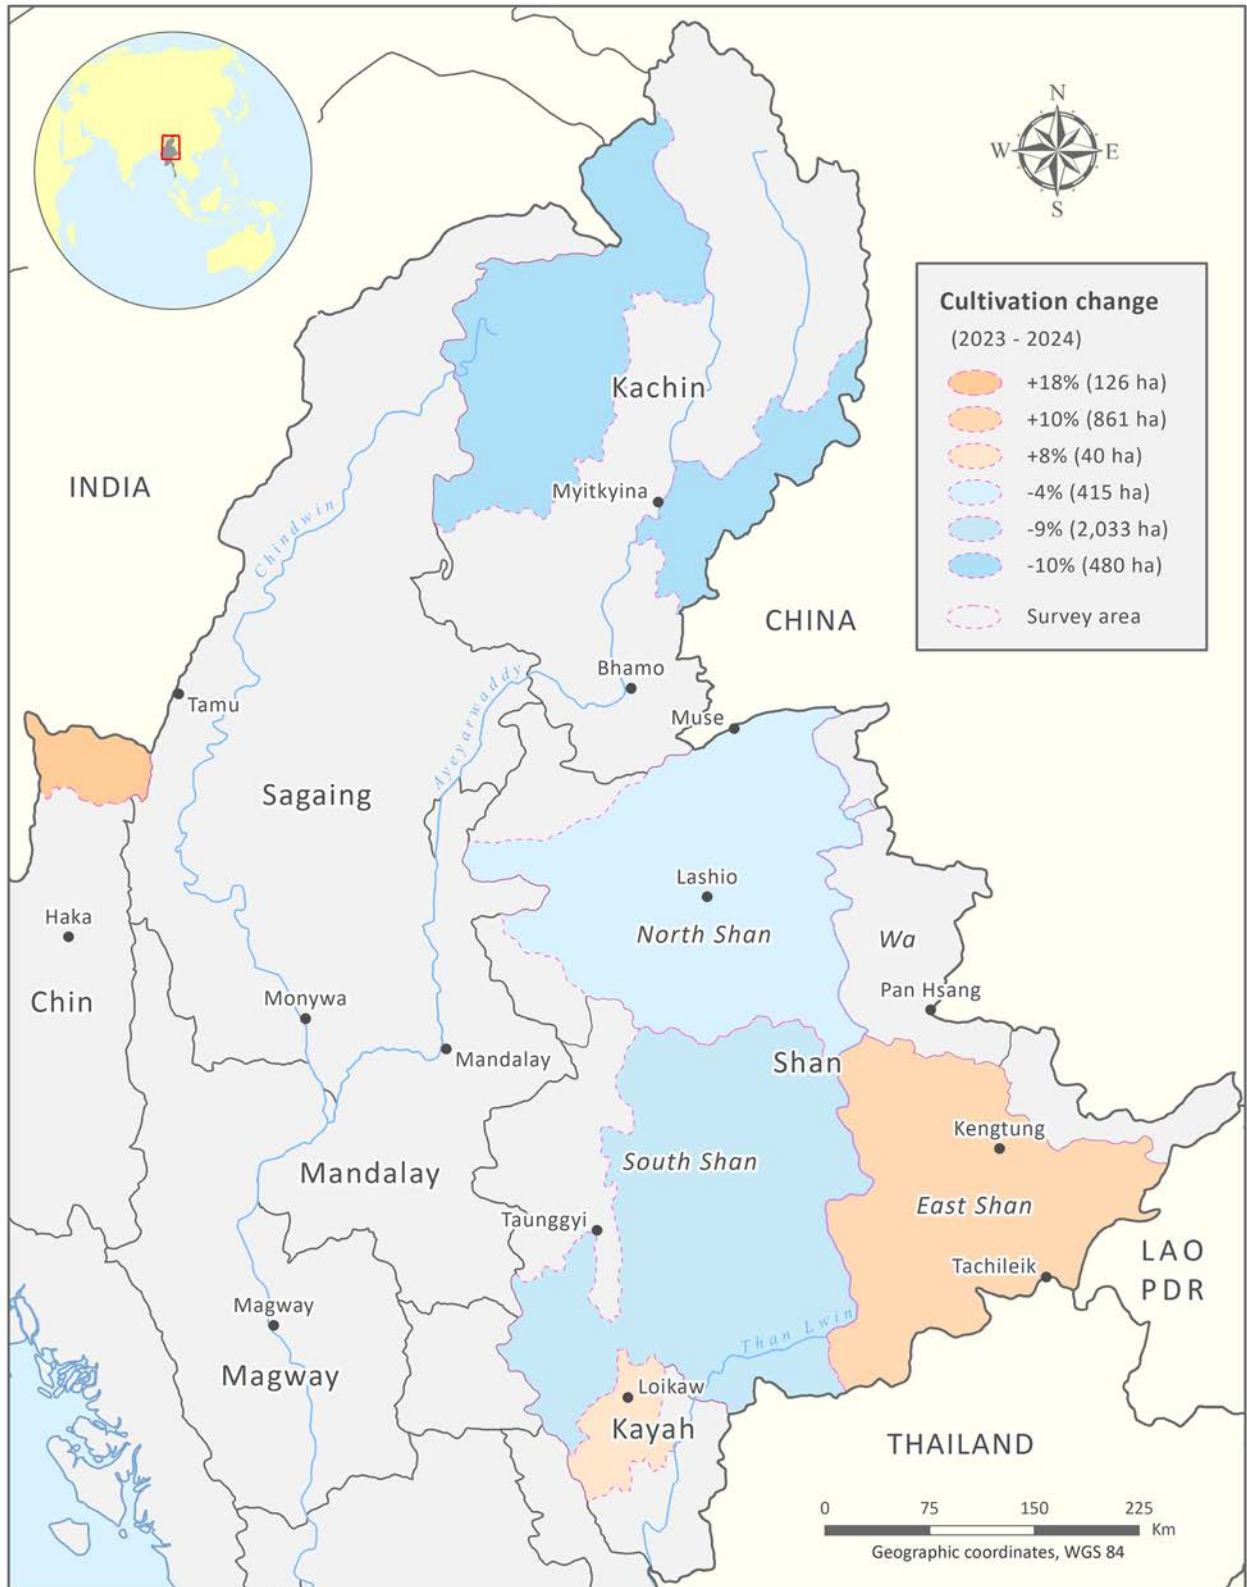 N
W
E
S
Cultivation change
(2023 - 2024)
+18% (126 ha)
+10% (861 ha)
+8% (40 ha)
-4% (415 ha)
-9% (2,033 ha)
-10% (480 ha)
Survey area
Kachin
INDIA
Myitkyina
Chindwin
CHINA
Bhamo
Ayeyarwaddy
Tamu
Muse
Sagaing
Lashio
Haka
North Shan
Wa
Pan Hsang
Chin
Monywa
Mandalay
Shan
Kengtung
South Shan
Mandalay
East Shan
Taunggyi
LAO
PDR
Tachileik
Magway
Than Lwin
Magway
Loikaw
Kayah
THAILAND
0 75 150 225
Km
Geographic coordinates, WGS 84